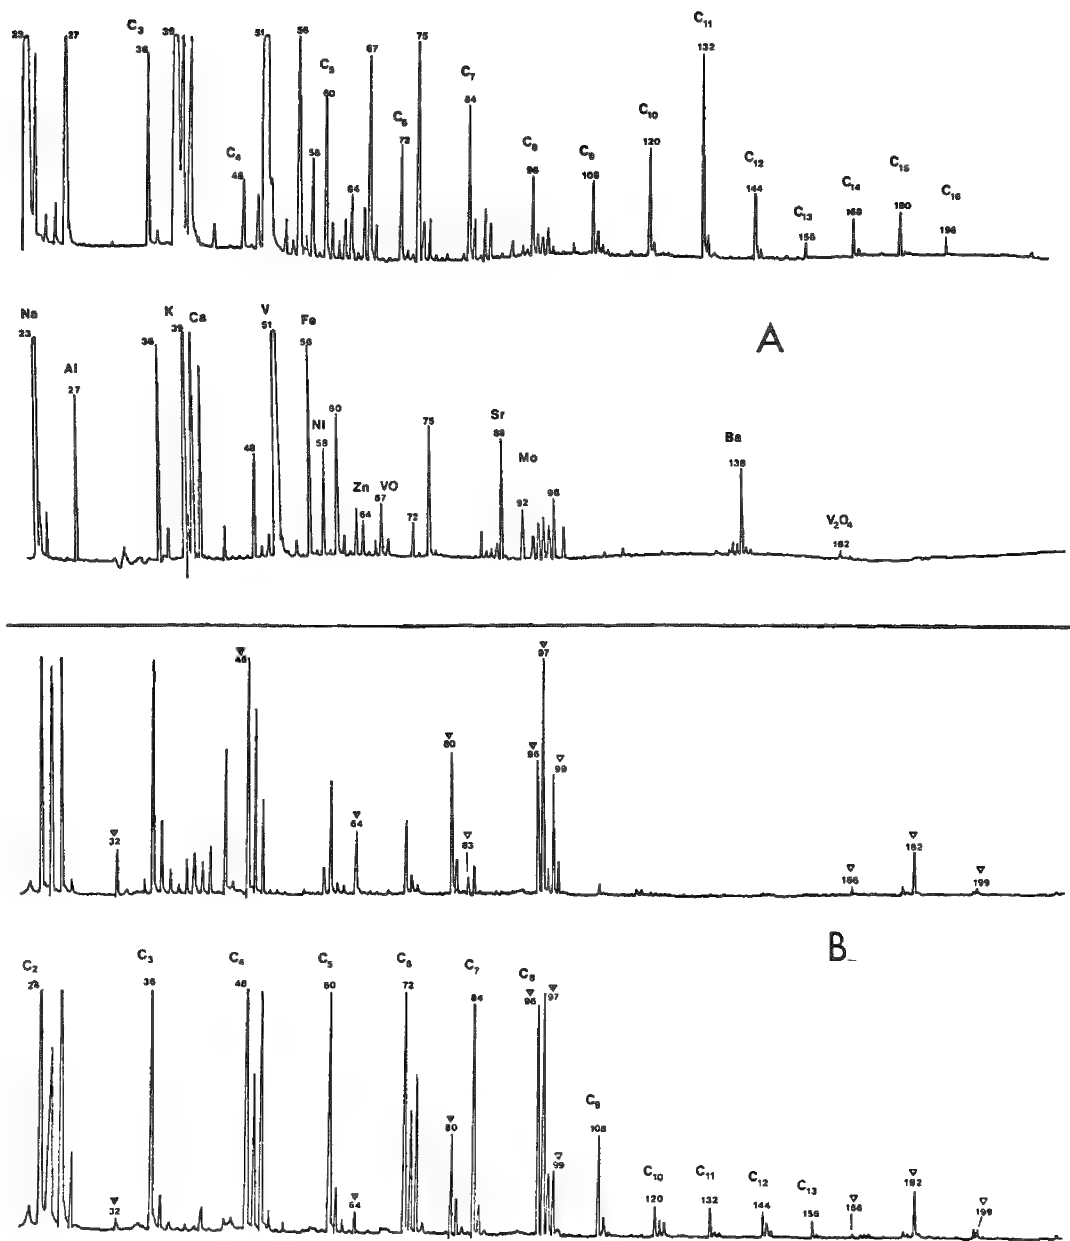 C3 C11
23 27 36 39 51 56 67 75 132
C5 C7
60 84
C4 C6 C8 C9 C10 C12 C13 C14 C15 C16
48 58 64 72 96 108 120 144 156 168 180 196
Na Al K Ca V Fe
23 27 36 39 51 56
A
Ni Zn VO Sr Mo Ba V2O4
48 58 60 64 67 72 75 88 92 98 138 162
▼ 48 ▼ 97
▼ 32 ▼ 64 ▼ 80 ▽ 83 ▼ 96 ▽ 99 ▽ 166 ▽ 182 ▽ 199
B
C2 C3 C4 C5 C6 C7 C8
24 36 48 60 72 84 ▼ 96 ▼ 97
C9
108
▼ 32 ▼ 64 ▼ 80 ▽ 99
C10 C11 C12 C13
120 132 144 156 ▽ 166 ▽ 182 ▽ 199